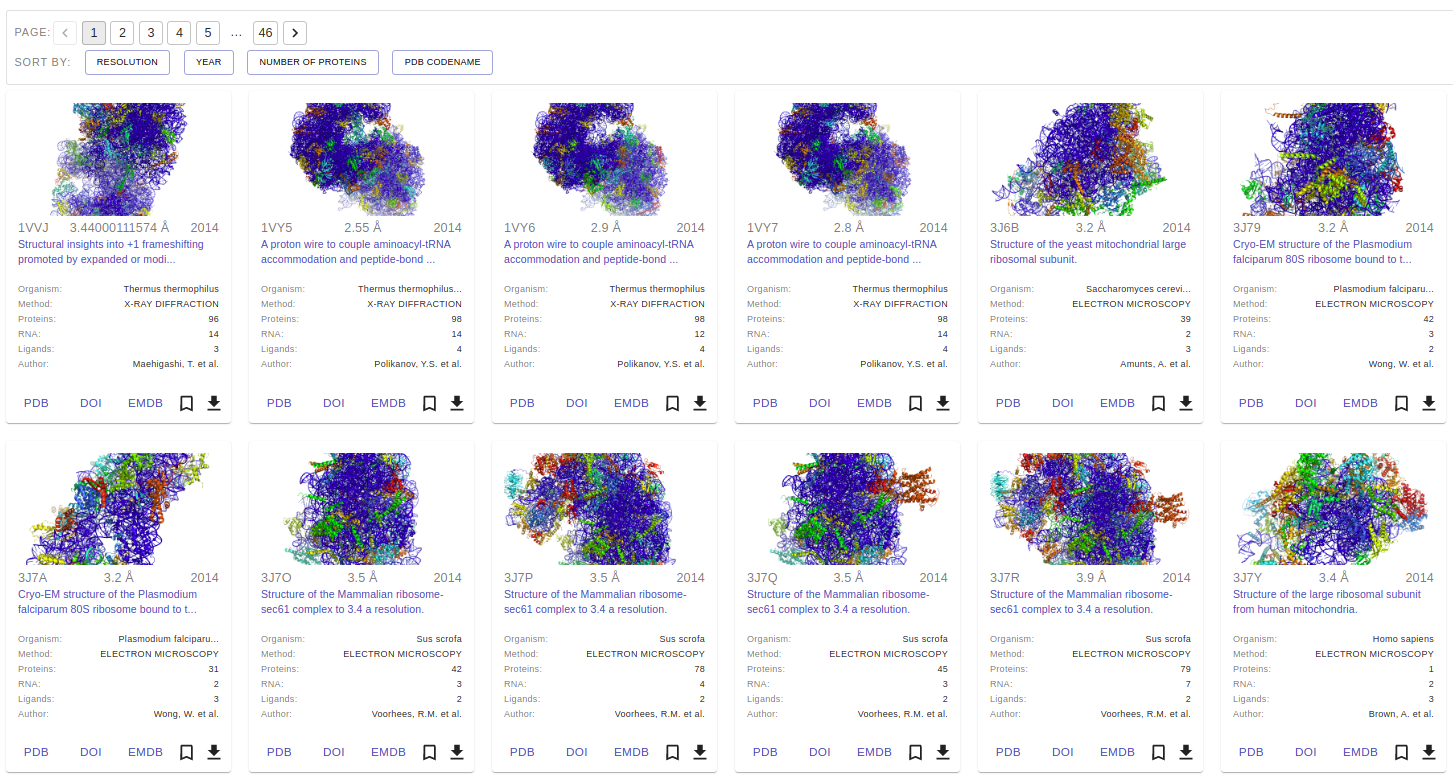 PAGE: 1 2 3 4 5 ... 46
SORT BY: RESOLUTION YEAR NUMBER OF PROTEINS PDB CODENAME
1VVJ 3.44000111574 Å 2014
Structural insights into +1 frameshifting
promoted by expanded or modi...
Organism: Thermus thermophilus
Method: X-RAY DIFFRACTION
Proteins: 96
RNA: 14
Ligands: 3
Author: Maehigashi, T. et al.
PDB DOI EMDB
1VY5 2.55 Å 2014
A proton wire to couple aminoacyl-tRNA
accommodation and peptide-bond ...
Organism: Thermus thermophilus...
Method: X-RAY DIFFRACTION
Proteins: 98
RNA: 14
Ligands: 4
Author: Polikanov, Y.S. et al.
PDB DOI EMDB
1VY6 2.9 Å 2014
A proton wire to couple aminoacyl-tRNA
accommodation and peptide-bond ...
Organism: Thermus thermophilus
Method: X-RAY DIFFRACTION
Proteins: 98
RNA: 12
Ligands: 4
Author: Polikanov, Y.S. et al.
PDB DOI EMDB
1VY7 2.8 Å 2014
A proton wire to couple aminoacyl-tRNA
accommodation and peptide-bond ...
Organism: Thermus thermophilus
Method: X-RAY DIFFRACTION
Proteins: 98
RNA: 14
Ligands: 4
Author: Polikanov, Y.S. et al.
PDB DOI EMDB
3J6B 3.2 Å 2014
Structure of the yeast mitochondrial large
ribosomal subunit.
Organism: Saccharomyces cerevi...
Method: ELECTRON MICROSCOPY
Proteins: 39
RNA: 2
Ligands: 3
Author: Amunts, A. et al.
PDB DOI EMDB
3J79 3.2 Å 2014
Cryo-EM structure of the Plasmodium
falciparum 80S ribosome bound to t...
Organism: Plasmodium falciparu...
Method: ELECTRON MICROSCOPY
Proteins: 42
RNA: 3
Ligands: 2
Author: Wong, W. et al.
PDB DOI EMDB
3J7A 3.2 Å 2014
Cryo-EM structure of the Plasmodium
falciparum 80S ribosome bound to t...
Organism: Plasmodium falciparu...
Method: ELECTRON MICROSCOPY
Proteins: 31
RNA: 2
Ligands: 3
Author: Wong, W. et al.
PDB DOI EMDB
3J7O 3.5 Å 2014
Structure of the Mammalian ribosome-
sec61 complex to 3.4 a resolution.
Organism: Sus scrofa
Method: ELECTRON MICROSCOPY
Proteins: 42
RNA: 3
Ligands: 2
Author: Voorhees, R.M. et al.
PDB DOI EMDB
3J7P 3.5 Å 2014
Structure of the Mammalian ribosome-
sec61 complex to 3.4 a resolution.
Organism: Sus scrofa
Method: ELECTRON MICROSCOPY
Proteins: 78
RNA: 4
Ligands: 2
Author: Voorhees, R.M. et al.
PDB DOI EMDB
3J7Q 3.5 Å 2014
Structure of the Mammalian ribosome-
sec61 complex to 3.4 a resolution.
Organism: Sus scrofa
Method: ELECTRON MICROSCOPY
Proteins: 45
RNA: 3
Ligands: 2
Author: Voorhees, R.M. et al.
PDB DOI EMDB
3J7R 3.9 Å 2014
Structure of the Mammalian ribosome-
sec61 complex to 3.4 a resolution.
Organism: Sus scrofa
Method: ELECTRON MICROSCOPY
Proteins: 79
RNA: 7
Ligands: 2
Author: Voorhees, R.M. et al.
PDB DOI EMDB
3J7Y 3.4 Å 2014
Structure of the large ribosomal subunit
from human mitochondria.
Organism: Homo sapiens
Method: ELECTRON MICROSCOPY
Proteins: 1
RNA: 2
Ligands: 3
Author: Brown, A. et al.
PDB DOI EMDB